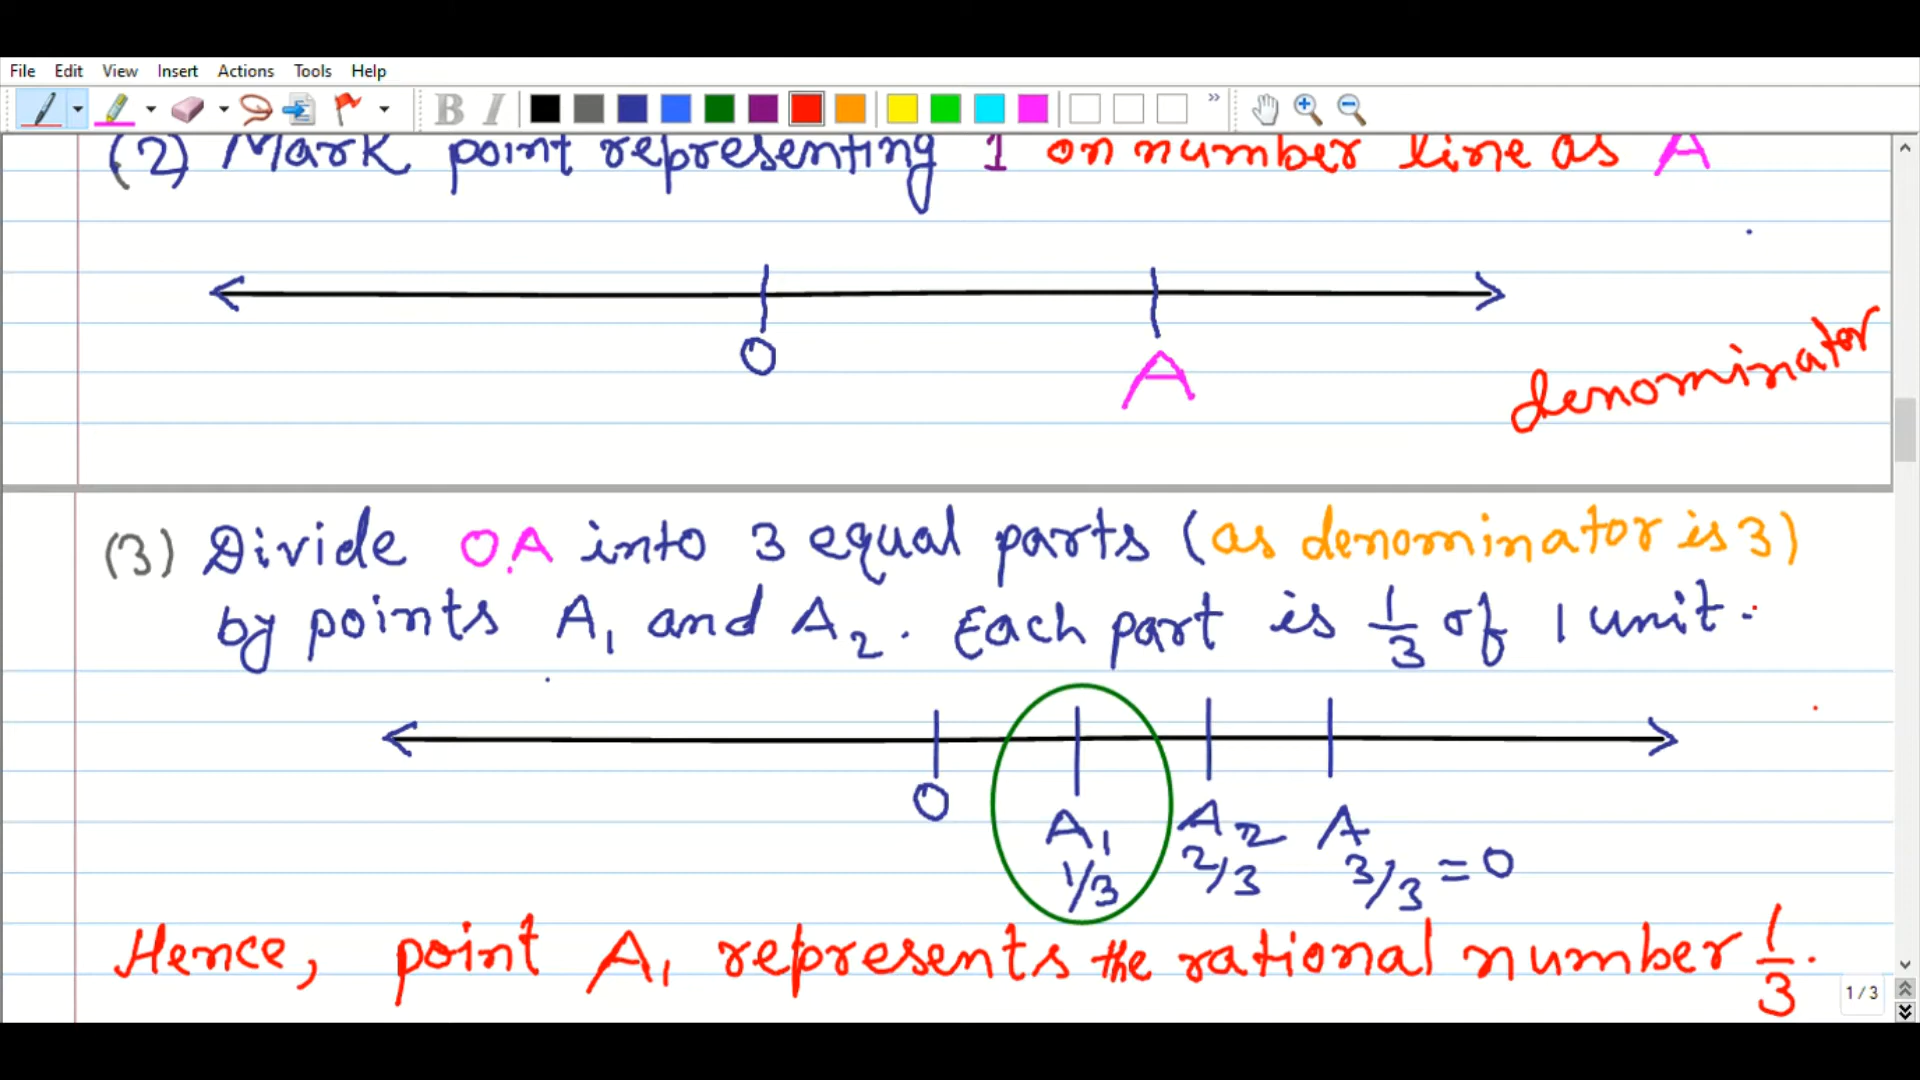 File Edit View Insert Actions Tools Help
B I
(2) Mark point representing 1 on number line as A
O A
denominator
(3) Divide OA into 3 equal parts (as denominator is 3)
by points A₁ and A₂. Each part is 1/3 of 1 unit.
O A₁ A₂ A
1/3 2/3 3/3 = 0
Hence, point A₁ represents the rational number 1/3.
1 / 3